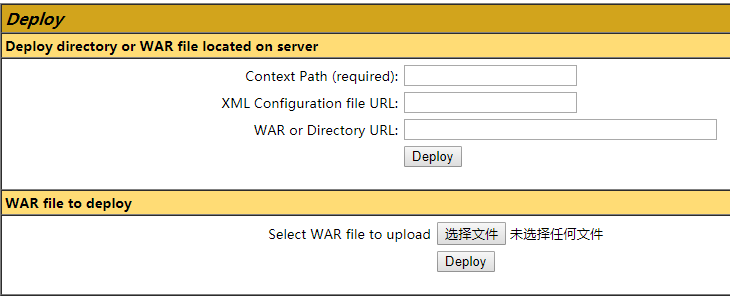 Deploy
Deploy directory or WAR file located on server
Context Path (required):
XML Configuration file URL:
WAR or Directory URL:
Deploy
WAR file to deploy
Select WAR file to upload 选择文件 未选择任何文件
Deploy